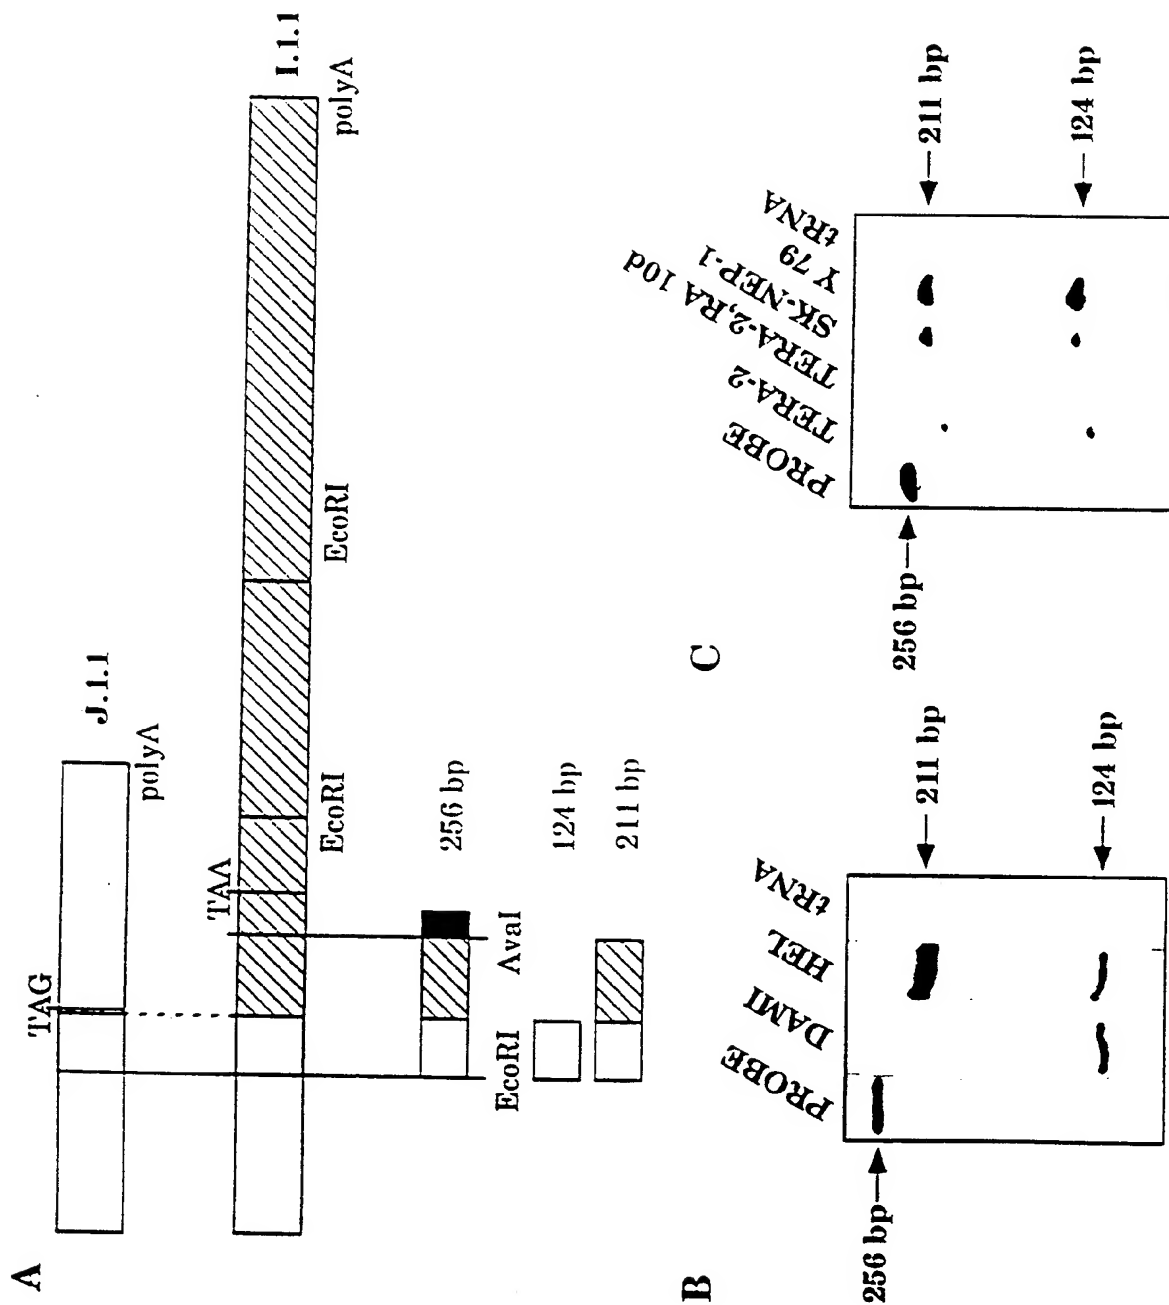 A
TAG
J.1.1
polyA
TAA
I.1.1
EcoRI
EcoRI
polyA
EcoRI
AvaI
256 bp
124 bp
211 bp
B
PROBE
DAMI
HEL
tRNA
256 bp
211 bp
124 bp
C
PROBE
TERA-2
TERA-2,RA 10d
SK-NEP-1
Y 79
tRNA
256 bp
211 bp
124 bp